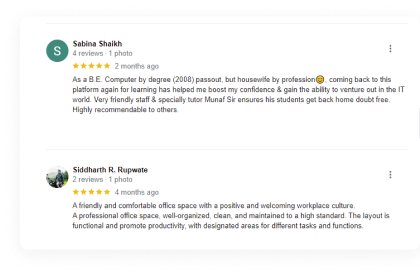 S
Sabina Shaikh
4 reviews · 1 photo
★★★★★ 2 months ago
As a B.E. Computer by degree (2008) passout, but housewife by profession😊, coming back to this
platform again for learning has helped me boost my confidence & gain the ability to venture out in the IT
world. Very friendly staff & specially tutor Munaf Sir ensures his students get back home doubt free.
Highly recommendable to others.
Siddharth R. Rupwate
2 reviews · 1 photo
★★★★★ 4 months ago
A friendly and comfortable office space with a positive and welcoming workplace culture.
A professional office space, well-organized, clean, and maintained to a high standard. The layout is
functional and promote productivity, with designated areas for different tasks and functions.